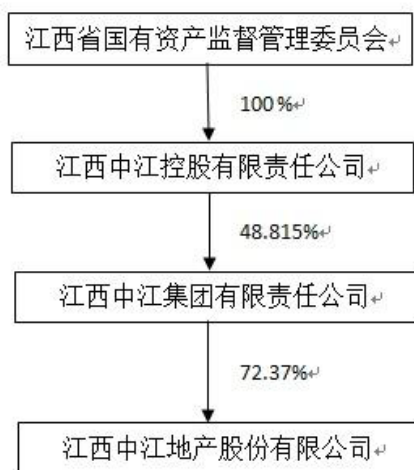 江西省国有资产监督管理委员会
100%
江西中江控股有限责任公司
48.815%
江西中江集团有限责任公司
72.37%
江西中江地产股份有限公司